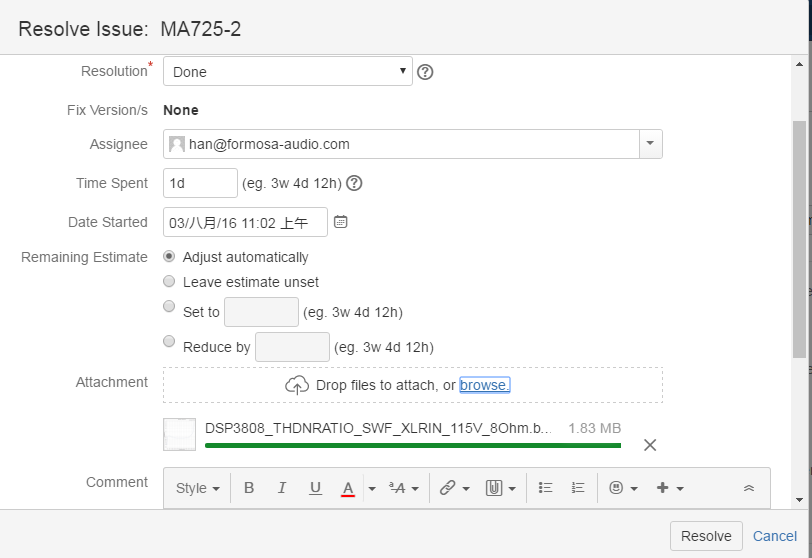 Resolve Issue: MA725-2
Resolution* Done
Fix Version/s None
Assignee han@formosa-audio.com
Time Spent 1d (eg. 3w 4d 12h)
Date Started 03/八月/16 11:02 上午
Remaining Estimate Adjust automatically
Leave estimate unset
Set to (eg. 3w 4d 12h)
Reduce by (eg. 3w 4d 12h)
Attachment Drop files to attach, or browse.
DSP3808_THDNRATIO_SWF_XLRIN_115V_8Ohm.b... 1.83 MB
Comment Style B I U A ªA
Resolve Cancel